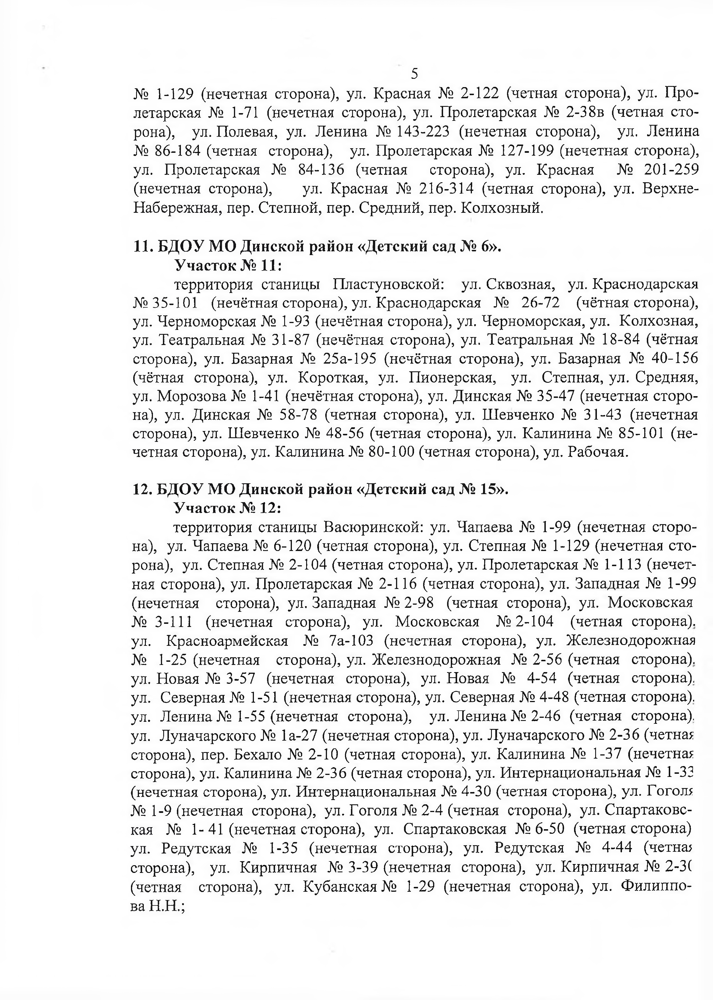 5
№ 1-129 (нечетная сторона), ул. Красная № 2-122 (четная сторона), ул. Про-
летарская № 1-71 (нечетная сторона), ул. Пролетарская № 2-38в (четная сто-
рона), ул. Полевая, ул. Ленина № 143-223 (нечетная сторона), ул. Ленина
№ 86-184 (четная сторона), ул. Пролетарская № 127-199 (нечетная сторона),
ул. Пролетарская № 84-136 (четная сторона), ул. Красная № 201-259
(нечетная сторона), ул. Красная № 216-314 (четная сторона), ул. Верхне-
Набережная, пер. Степной, пер. Средний, пер. Колхозный.
11. БДОУ МО Динской район «Детский сад № 6».
Участок № 11:
территория станицы Пластуновской: ул. Сквозная, ул. Краснодарская
№ 35-101 (нечётная сторона), ул. Краснодарская № 26-72 (чётная сторона),
ул. Черноморская № 1-93 (нечётная сторона), ул. Черноморская, ул. Колхозная,
ул. Театральная № 31-87 (нечётная сторона), ул. Театральная № 18-84 (чётная
сторона), ул. Базарная № 25а-195 (нечётная сторона), ул. Базарная № 40-156
(чётная сторона), ул. Короткая, ул. Пионерская, ул. Степная, ул. Средняя,
ул. Морозова № 1-41 (нечётная сторона), ул. Динская № 35-47 (нечетная сторо-
на), ул. Динская № 58-78 (четная сторона), ул. Шевченко № 31-43 (нечетная
сторона), ул. Шевченко № 48-56 (четная сторона), ул. Калинина № 85-101 (не-
четная сторона), ул. Калинина № 80-100 (четная сторона), ул. Рабочая.
12. БДОУ МО Динской район «Детский сад № 15».
Участок № 12:
территория станицы Васюринской: ул. Чапаева № 1-99 (нечетная сторо-
на), ул. Чапаева № 6-120 (четная сторона), ул. Степная № 1-129 (нечетная сто-
рона), ул. Степная № 2-104 (четная сторона), ул. Пролетарская № 1-113 (нечет-
ная сторона), ул. Пролетарская № 2-116 (четная сторона), ул. Западная № 1-99
(нечетная сторона), ул. Западная № 2-98 (четная сторона), ул. Московская
№ 3-111 (нечетная сторона), ул. Московская № 2-104 (четная сторона),
ул. Красноармейская № 7а-103 (нечетная сторона), ул. Железнодорожная
№ 1-25 (нечетная сторона), ул. Железнодорожная № 2-56 (четная сторона),
ул. Новая № 3-57 (нечетная сторона), ул. Новая № 4-54 (четная сторона),
ул. Северная № 1-51 (нечетная сторона), ул. Северная № 4-48 (четная сторона),
ул. Ленина № 1-55 (нечетная сторона), ул. Ленина № 2-46 (четная сторона),
ул. Луначарского № 1а-27 (нечетная сторона), ул. Луначарского № 2-36 (четная
сторона), пер. Бехало № 2-10 (четная сторона), ул. Калинина № 1-37 (нечетная
сторона), ул. Калинина № 2-36 (четная сторона), ул. Интернациональная № 1-33
(нечетная сторона), ул. Интернациональная № 4-30 (четная сторона), ул. Гоголя
№ 1-9 (нечетная сторона), ул. Гоголя № 2-4 (четная сторона), ул. Спартаковс-
кая № 1- 41 (нечетная сторона), ул. Спартаковская № 6-50 (четная сторона)
ул. Редутская № 1-35 (нечетная сторона), ул. Редутская № 4-44 (четная
сторона), ул. Кирпичная № 3-39 (нечетная сторона), ул. Кирпичная №
(четная сторона), ул. Кубанская № 1-29 (нечетная сторона), ул. Филиппо-
ва Н.Н.;